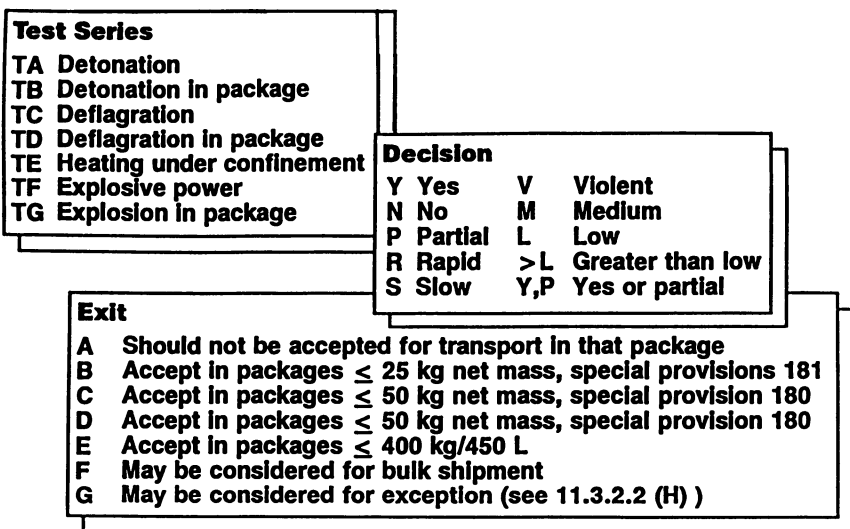 Test Series
TA Detonation
TB Detonation in package
TC Deflagration
TD Deflagration in package
TE Heating under confinement
TF Explosive power
TG Explosion in package
Decision
Y Yes V Violent
N No M Medium
P Partial L Low
R Rapid >L Greater than low
S Slow Y,P Yes or partial
Exit
A Should not be accepted for transport in that package
B Accept in packages ≤ 25 kg net mass, special provisions 181
C Accept in packages ≤ 50 kg net mass, special provision 180
D Accept in packages ≤ 50 kg net mass, special provision 180
E Accept in packages ≤ 400 kg/450 L
F May be considered for bulk shipment
G May be considered for exception (see 11.3.2.2 (H) )